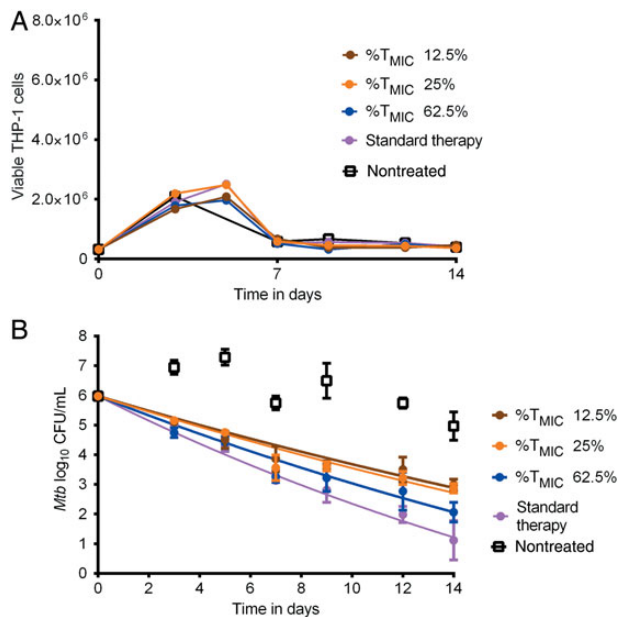 A
8.0×10⁶
6.0×10⁶
4.0×10⁶
2.0×10⁶
0
Viable THP-1 cells
%TMIC 12.5%
%TMIC 25%
%TMIC 62.5%
Standard therapy
Nontreated
0 7 14
Time in days
B
8
7
6
5
4
3
2
1
0
Mtb log10 CFU/mL
%TMIC 12.5%
%TMIC 25%
%TMIC 62.5%
Standard
therapy
Nontreated
0 2 4 6 8 10 12 14
Time in days